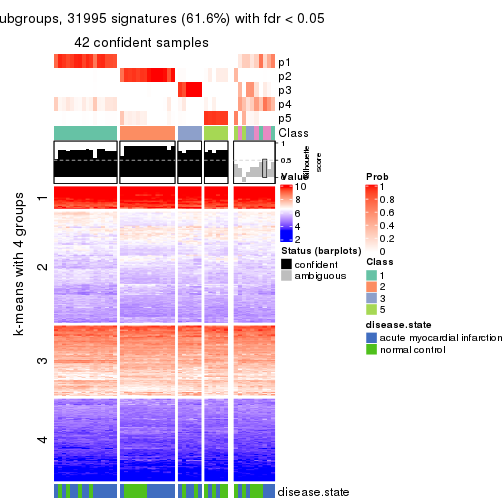 ubgroups, 31995 signatures (61.6%) with fdr < 0.05
42 confident samples
p1
p2
p3
p4
p5
Class
1
0.5
0
Silhouette
score
k-means with 4 groups
1
2
3
4
disease.state
Value
10
8
6
4
2
Status (barplots)
confident
ambiguous
Prob
1
0.8
0.6
0.4
0.2
0
Class
1
2
3
5
disease.state
acute myocardial infarction
normal control